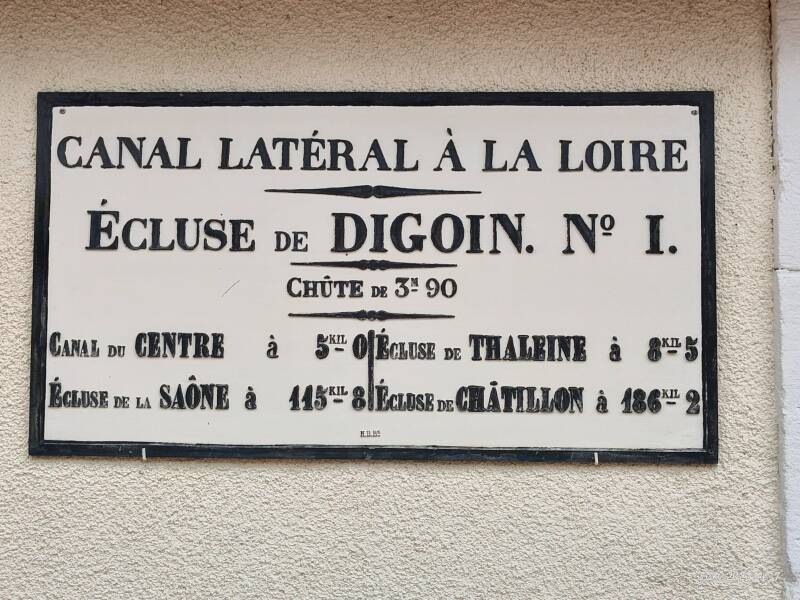 CANAL LATÉRAL À LA LOIRE
ÉCLUSE DE DIGOIN. Nº 1.
CHÛTE DE 3M 90
CANAL DU CENTRE à 5KIL 0
ÉCLUSE DE LA SAÔNE à 115KIL 8
ÉCLUSE DE THALEINE à 8KIL 5
ÉCLUSE DE CHÂTILLON à 186KIL 2